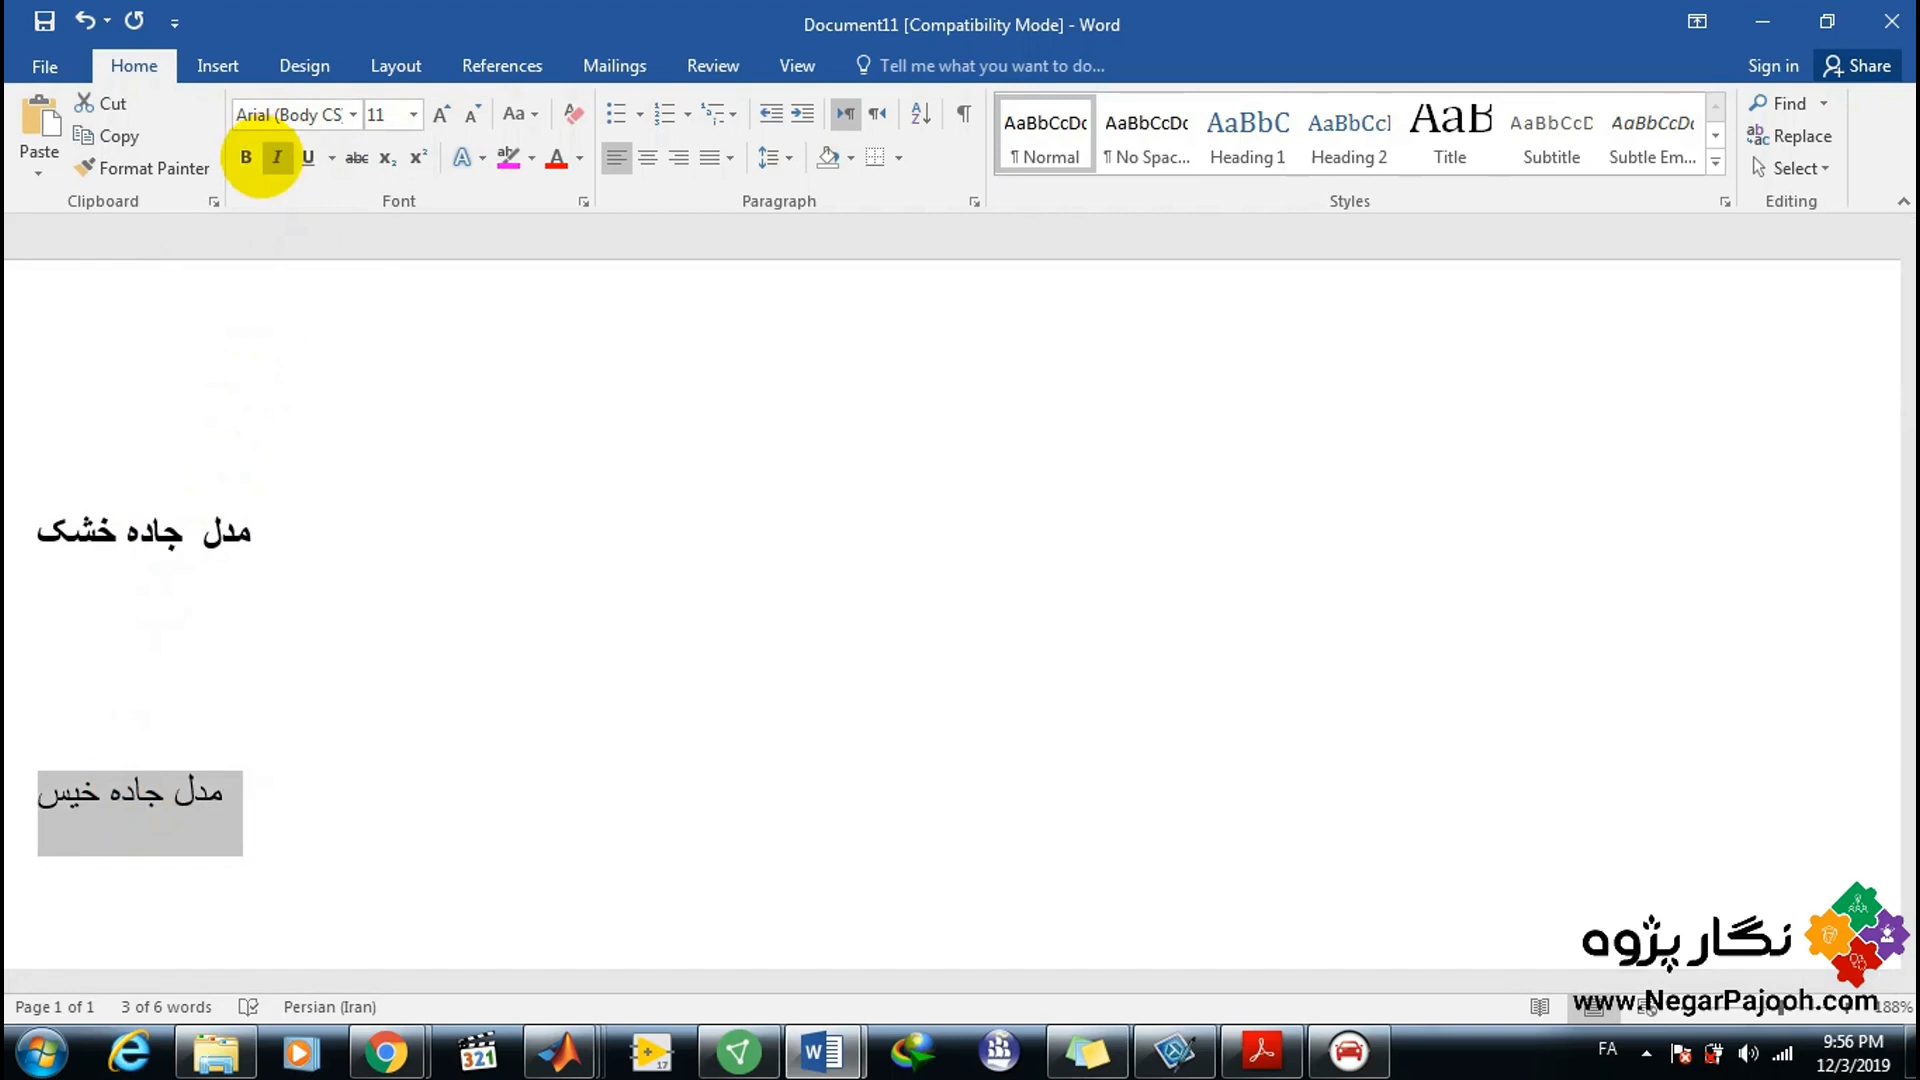 Document11 [Compatibility Mode] - Word
File Home Insert Design Layout References Mailings Review View Tell me what you want to do... Sign in Share
Paste
Cut
Copy
Format Painter
Clipboard
Arial (Body CS) 11
Font
Paragraph
AaBbCcDc AaBbCcDc AaBbC AaBbCcI AaB AaBbCcD AaBbCcDc
¶ Normal ¶ No Spac... Heading 1 Heading 2 Title Subtitle Subtle Em...
Styles
Find
Replace
Select
Editing
مدل جاده خشک
مدل جاده خیس
نگار پژوه
www.NegarPajooh.com
Page 1 of 1 3 of 6 words Persian (Iran) 188%
321
17
FA
9:56 PM
12/3/2019